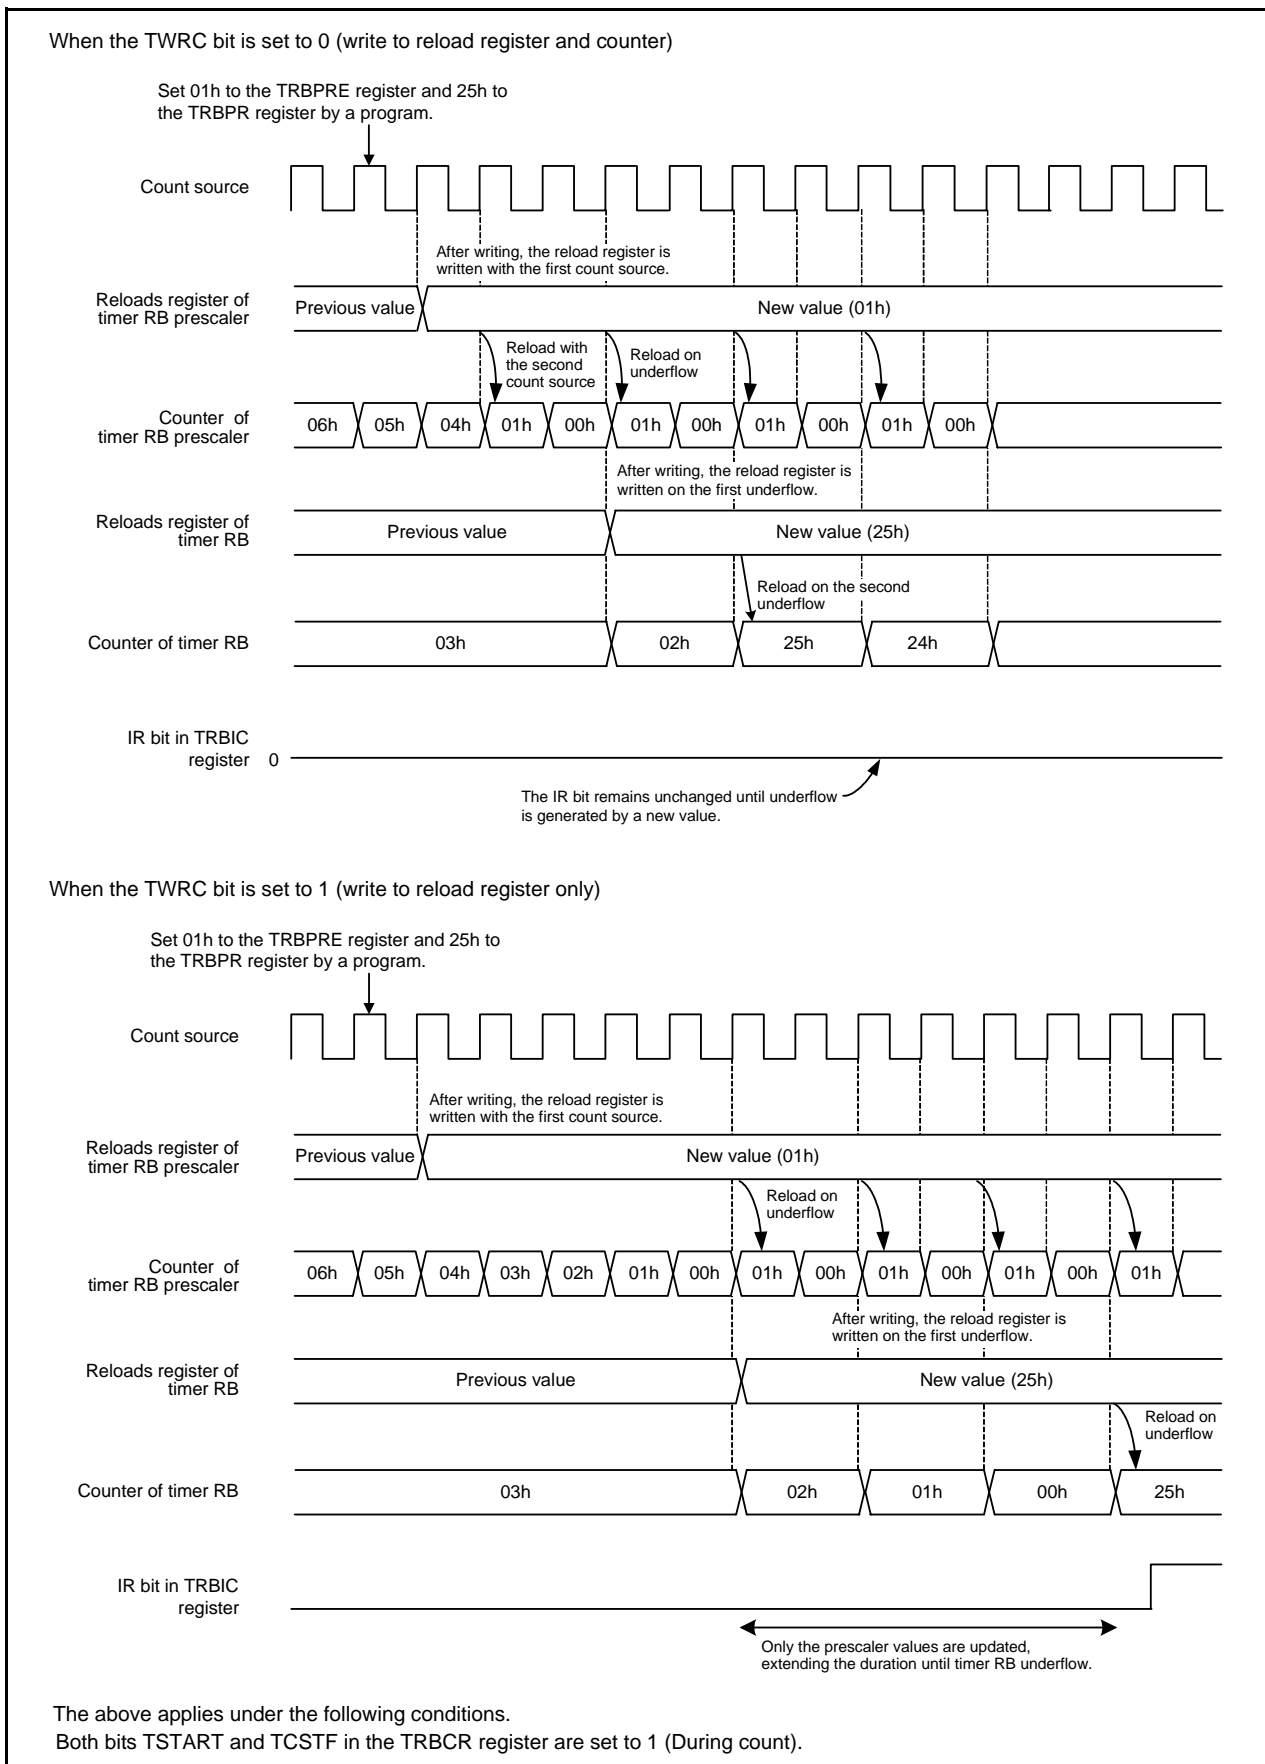 When the TWRC bit is set to 0 (write to reload register and counter)
Set 01h to the TRBPRE register and 25h to
the TRBPR register by a program.
Count source
After writing, the reload register is
written with the first count source.
Reloads register of
timer RB prescaler
Previous value
New value (01h)
Reload with
the second
count source
Reload on
underflow
Counter of
timer RB prescaler
06h 05h 04h 01h 00h 01h 00h 01h 00h 01h 00h
After writing, the reload register is
written on the first underflow.
Reloads register of
timer RB
Previous value
New value (25h)
Reload on the second
underflow
Counter of timer RB
03h 02h 25h 24h
IR bit in TRBIC
register
0
The IR bit remains unchanged until underflow
is generated by a new value.
When the TWRC bit is set to 1 (write to reload register only)
Set 01h to the TRBPRE register and 25h to
the TRBPR register by a program.
Count source
After writing, the reload register is
written with the first count source.
Reloads register of
timer RB prescaler
Previous value
New value (01h)
Reload on
underflow
Counter of
timer RB prescaler
06h 05h 04h 03h 02h 01h 00h 01h 00h 01h 00h 01h 00h 01h
After writing, the reload register is
written on the first underflow.
Reloads register of
timer RB
Previous value
New value (25h)
Reload on
underflow
Counter of timer RB
03h 02h 01h 00h 25h
IR bit in TRBIC
register
Only the prescaler values are updated,
extending the duration until timer RB underflow.
The above applies under the following conditions.
Both bits TSTART and TCSTF in the TRBCR register are set to 1 (During count).